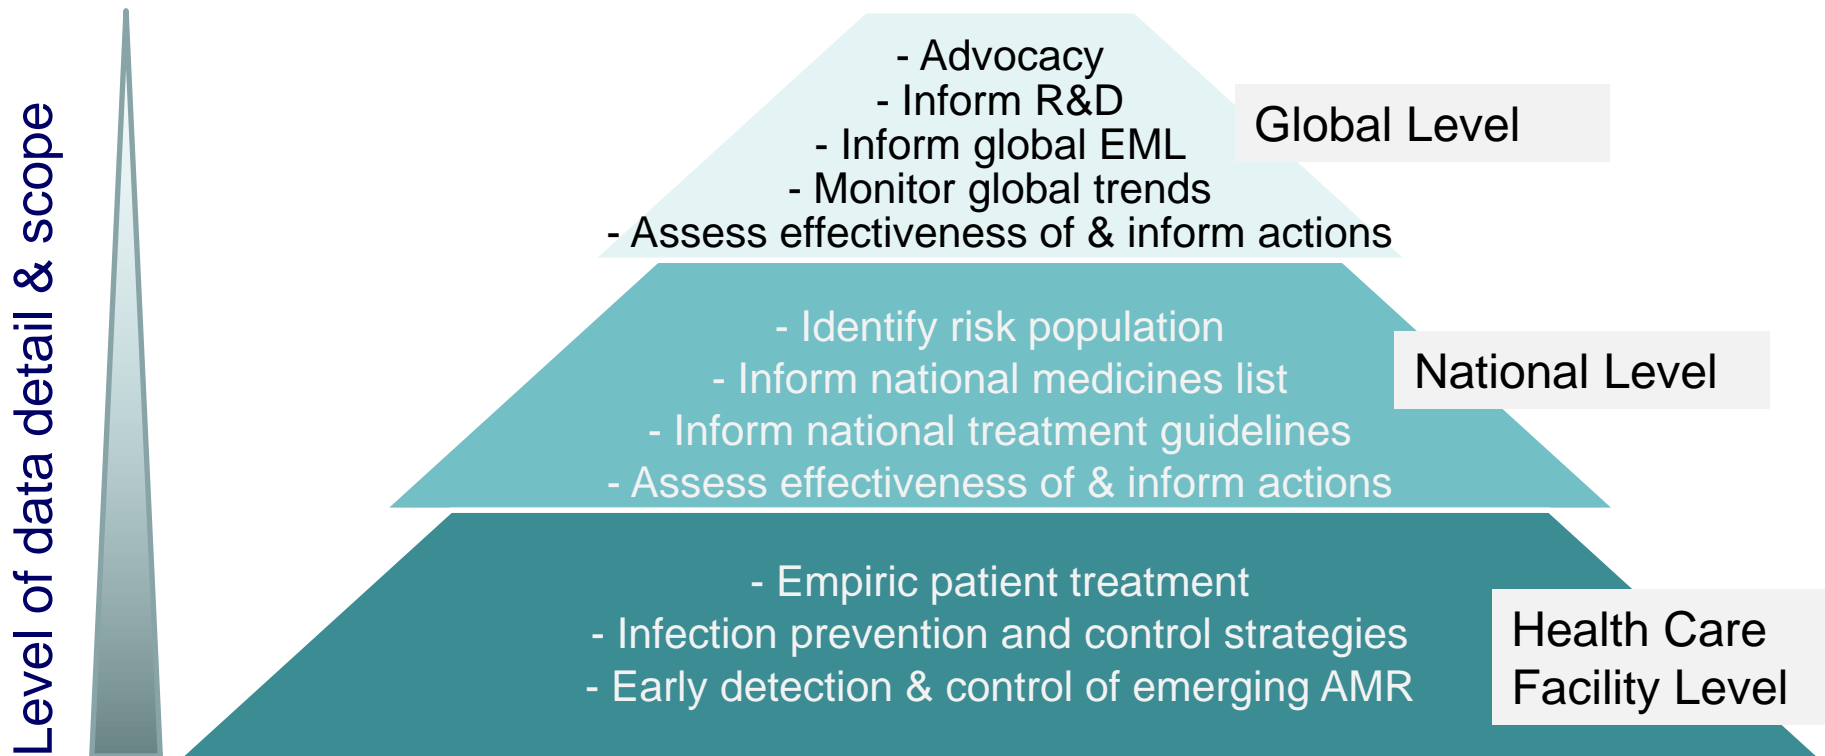 Level of data detail & scope
- Advocacy
- Inform R&D
- Inform global EML
- Monitor global trends
- Assess effectiveness of & inform actions
Global Level
- Identify risk population
- Inform national medicines list
- Inform national treatment guidelines
- Assess effectiveness of & inform actions
National Level
- Empiric patient treatment
- Infection prevention and control strategies
- Early detection & control of emerging AMR
Health Care
Facility Level